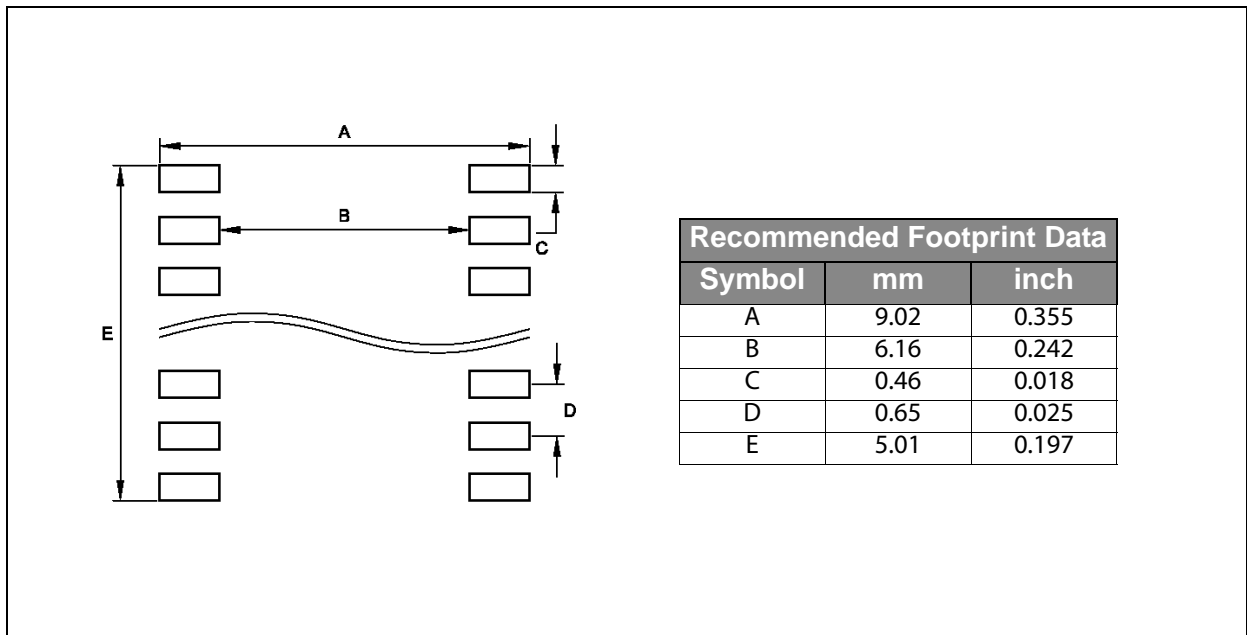 A
B
C
E
D
Recommended Footprint Data
Symbol mm inch
A 9.02 0.355
B 6.16 0.242
C 0.46 0.018
D 0.65 0.025
E 5.01 0.197